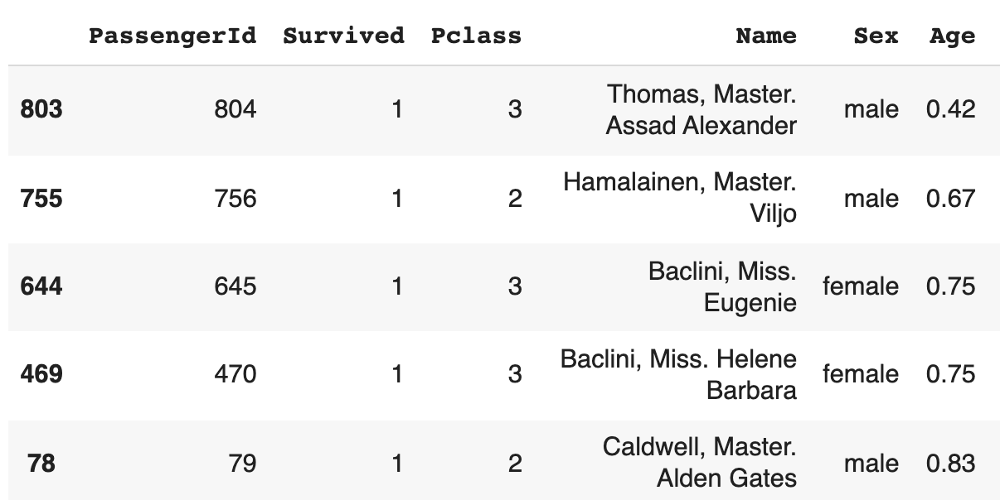 PassengerId Survived Pclass Name Sex Age
803 804 1 3 Thomas, Master. Assad Alexander male 0.42
755 756 1 2 Hamalainen, Master. Viljo male 0.67
644 645 1 3 Baclini, Miss. Eugenie female 0.75
469 470 1 3 Baclini, Miss. Helene Barbara female 0.75
78 79 1 2 Caldwell, Master. Alden Gates male 0.83